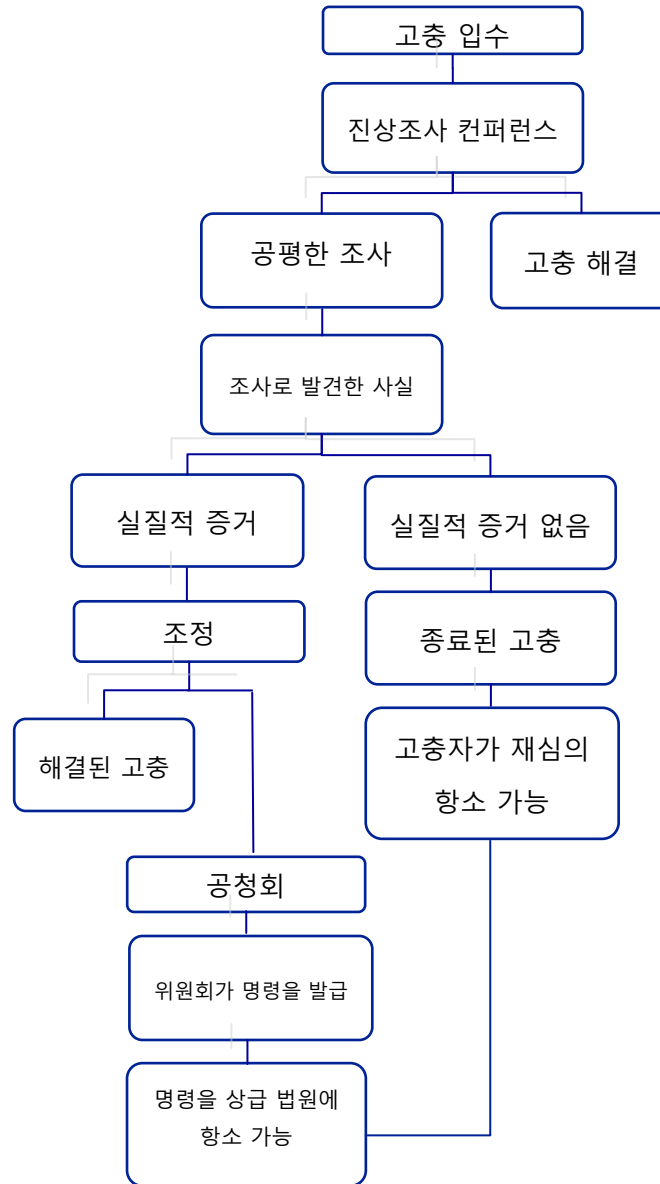 고충 입수
진상조사 컨퍼런스
공평한 조사
고충 해결
조사로 발견한 사실
실질적 증거
실질적 증거 없음
조정
종료된 고충
해결된 고충
고충자가 재심의
항소 가능
공청회
위원회가 명령을 발급
명령을 상급 법원에
항소 가능